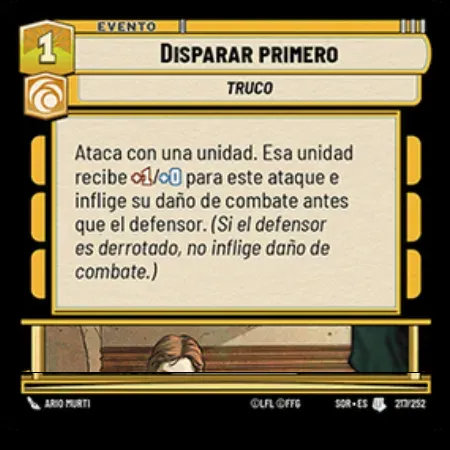 EVENTO
1
DISPARAR PRIMERO
TRUCO
Ataca con una unidad. Esa unidad
recibe +1/+0 para este ataque e
inflige su daño de combate antes
que el defensor. (Si el defensor
es derrotado, no inflige daño de
combate.)
ARIO MURTI
©LFL ©FFG
SOR • ES
217/252